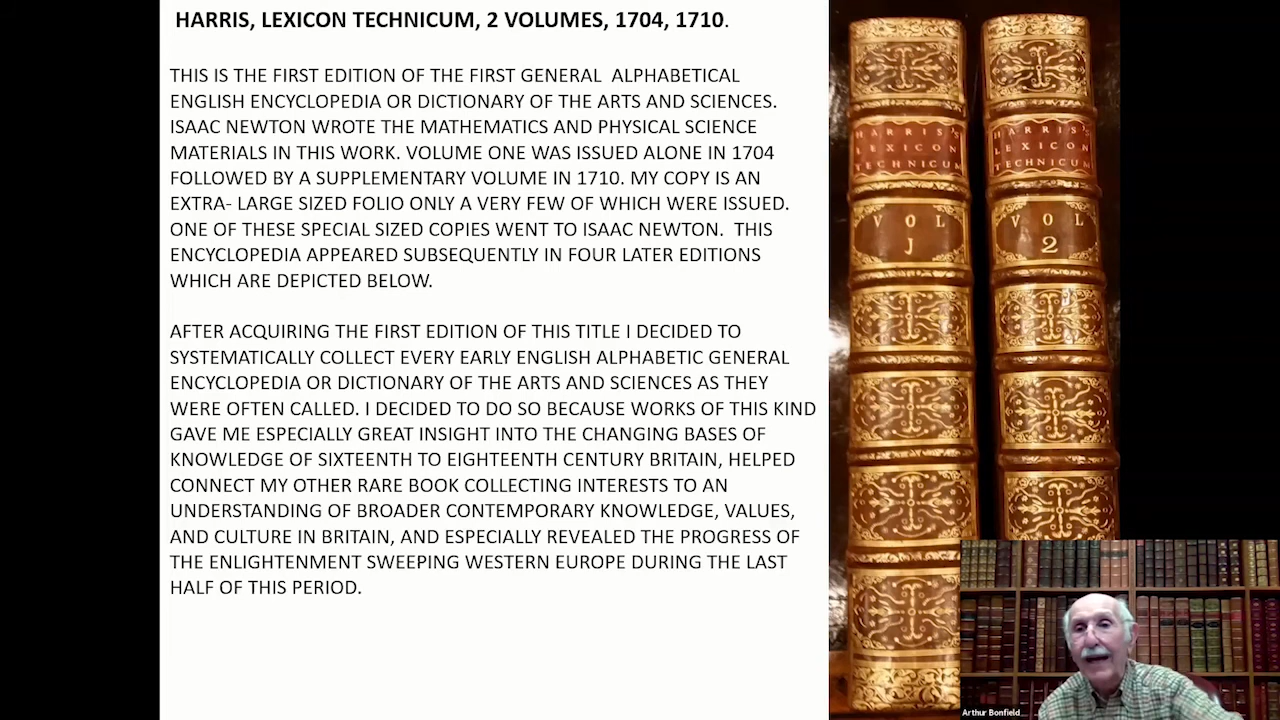 HARRIS, LEXICON TECHNICUM, 2 VOLUMES, 1704, 1710.
THIS IS THE FIRST EDITION OF THE FIRST GENERAL ALPHABETICAL
ENGLISH ENCYCLOPEDIA OR DICTIONARY OF THE ARTS AND SCIENCES.
ISAAC NEWTON WROTE THE MATHEMATICS AND PHYSICAL SCIENCE
MATERIALS IN THIS WORK. VOLUME ONE WAS ISSUED ALONE IN 1704
FOLLOWED BY A SUPPLEMENTARY VOLUME IN 1710. MY COPY IS AN
EXTRA- LARGE SIZED FOLIO ONLY A VERY FEW OF WHICH WERE ISSUED.
ONE OF THESE SPECIAL SIZED COPIES WENT TO ISAAC NEWTON. THIS
ENCYCLOPEDIA APPEARED SUBSEQUENTLY IN FOUR LATER EDITIONS
WHICH ARE DEPICTED BELOW.
AFTER ACQUIRING THE FIRST EDITION OF THIS TITLE I DECIDED TO
SYSTEMATICALLY COLLECT EVERY EARLY ENGLISH ALPHABETIC GENERAL
ENCYCLOPEDIA OR DICTIONARY OF THE ARTS AND SCIENCES AS THEY
WERE OFTEN CALLED. I DECIDED TO DO SO BECAUSE WORKS OF THIS KIND
GAVE ME ESPECIALLY GREAT INSIGHT INTO THE CHANGING BASES OF
KNOWLEDGE OF SIXTEENTH TO EIGHTEENTH CENTURY BRITAIN, HELPED
CONNECT MY OTHER RARE BOOK COLLECTING INTERESTS TO AN
UNDERSTANDING OF BROADER CONTEMPORARY KNOWLEDGE, VALUES,
AND CULTURE IN BRITAIN, AND ESPECIALLY REVEALED THE PROGRESS OF
THE ENLIGHTENMENT SWEEPING WESTERN EUROPE DURING THE LAST
HALF OF THIS PERIOD.
HARRIS'S
LEXICON
TECHNICUM
VOL
J
HARRIS'S
LEXICON
TECHNICUM
VOL
2
Arthur Bonfield